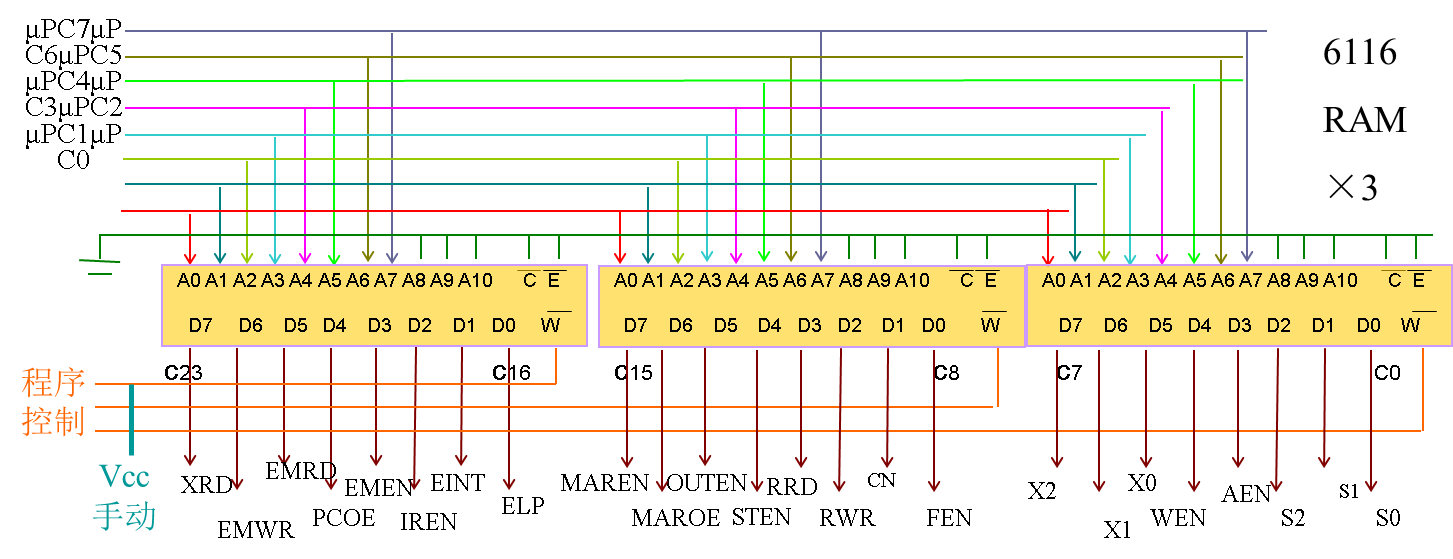 μPC7μP
C6μPC5
μPC4μP
C3μPC2
μPC1μP
C0
6116
RAM
×3
A0 A1 A2 A3 A4 A5 A6 A7 A8 A9 A10 C E
D7 D6 D5 D4 D3 D2 D1 D0 W
A0 A1 A2 A3 A4 A5 A6 A7 A8 A9 A10 C E
D7 D6 D5 D4 D3 D2 D1 D0 W
A0 A1 A2 A3 A4 A5 A6 A7 A8 A9 A10 C E
D7 D6 D5 D4 D3 D2 D1 D0 W
C23 C16 C15 C8 C7 C0
程序
控制
Vcc
手动
XRD EMRD EMEN EINT ELP MAREN OUTEN RRD CN X2 X0 AEN S1
EMWR PCOE IREN MAROE STEN RWR FEN X1 WEN S2 S0